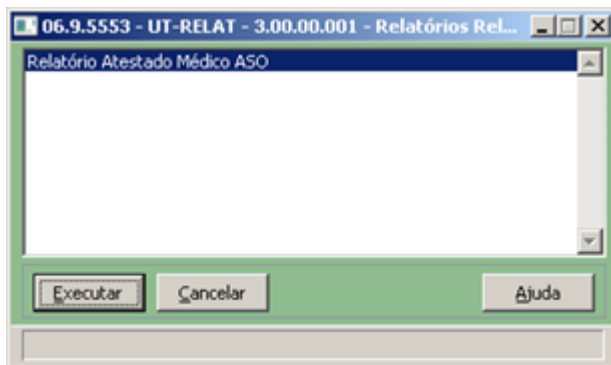 06.9.5553 - UT-RELAT - 3.00.00.001 - Relatórios Rel...
Relatório Atestado Médico ASO
Executar Cancelar Ajuda